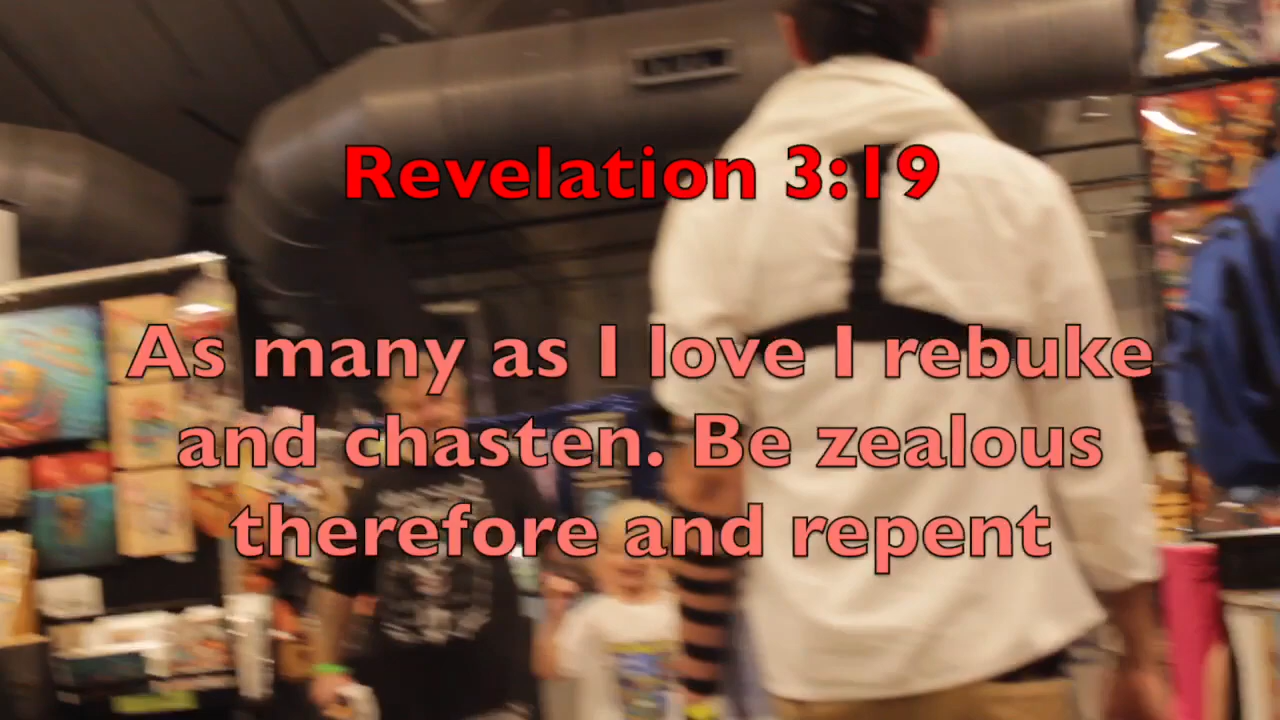 Revelation 3:19
As many as I love I rebuke
and chasten. Be zealous
therefore and repent